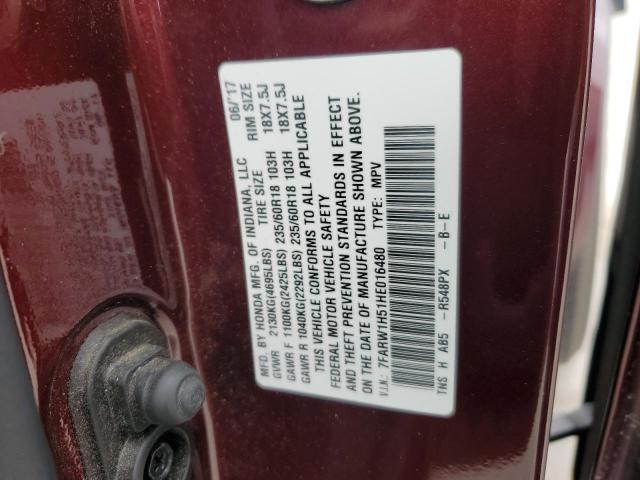 MFD. BY HONDA MFG. OF INDIANA, LLC 06/'17
GVWR 2130KG(4695LBS) TIRE SIZE RIM SIZE
GAWR F 1100KG(2425LBS) 235/60R18 103H 18X7.5J
GAWR R 1040KG(2292LBS) 235/60R18 103H 18X7.5J
THIS VEHICLE CONFORMS TO ALL APPLICABLE
FEDERAL MOTOR VEHICLE SAFETY
AND THEFT PREVENTION STANDARDS IN EFFECT
ON THE DATE OF MANUFACTURE SHOWN ABOVE.
V.I.N.: 7FARW1H51HE016480 TYPE: MPV
TNS H AB5 -R548PX -B-E